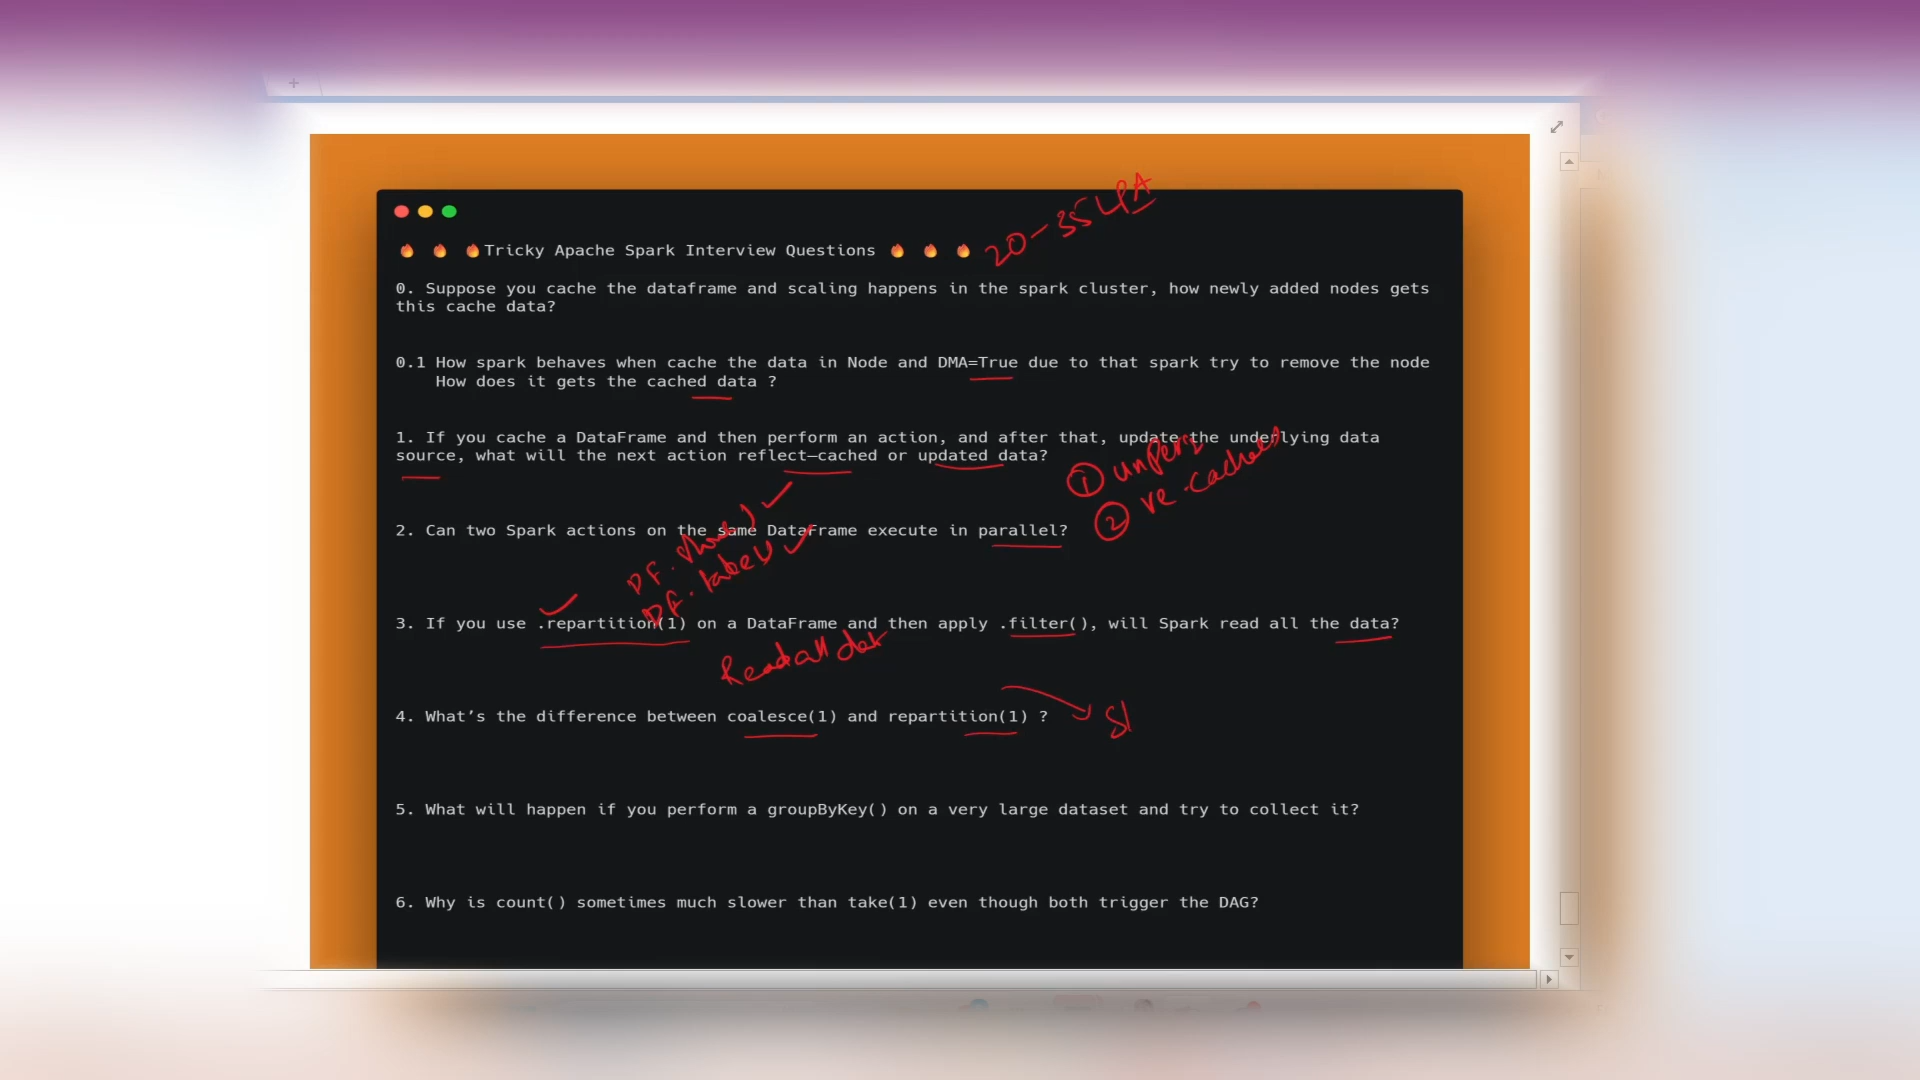 🔥 🔥 🔥Tricky Apache Spark Interview Questions 🔥 🔥 🔥
20-35 LPA
0. Suppose you cache the dataframe and scaling happens in the spark cluster, how newly added nodes gets
this cache data?
0.1 How spark behaves when cache the data in Node and DMA=True due to that spark try to remove the node
How does it gets the cached data ?
1. If you cache a DataFrame and then perform an action, and after that, update the underlying data
source, what will the next action reflect—cached or updated data?
①
② re.cached
2. Can two Spark actions on the same DataFrame execute in parallel?
DF.show()
DF.
3. If you use .repartition(1) on a DataFrame and then apply .filter(), will Spark read all the data?
Read all
4. What’s the difference between coalesce(1) and repartition(1) ?
5. What will happen if you perform a groupByKey() on a very large dataset and try to collect it?
6. Why is count() sometimes much slower than take(1) even though both trigger the DAG?